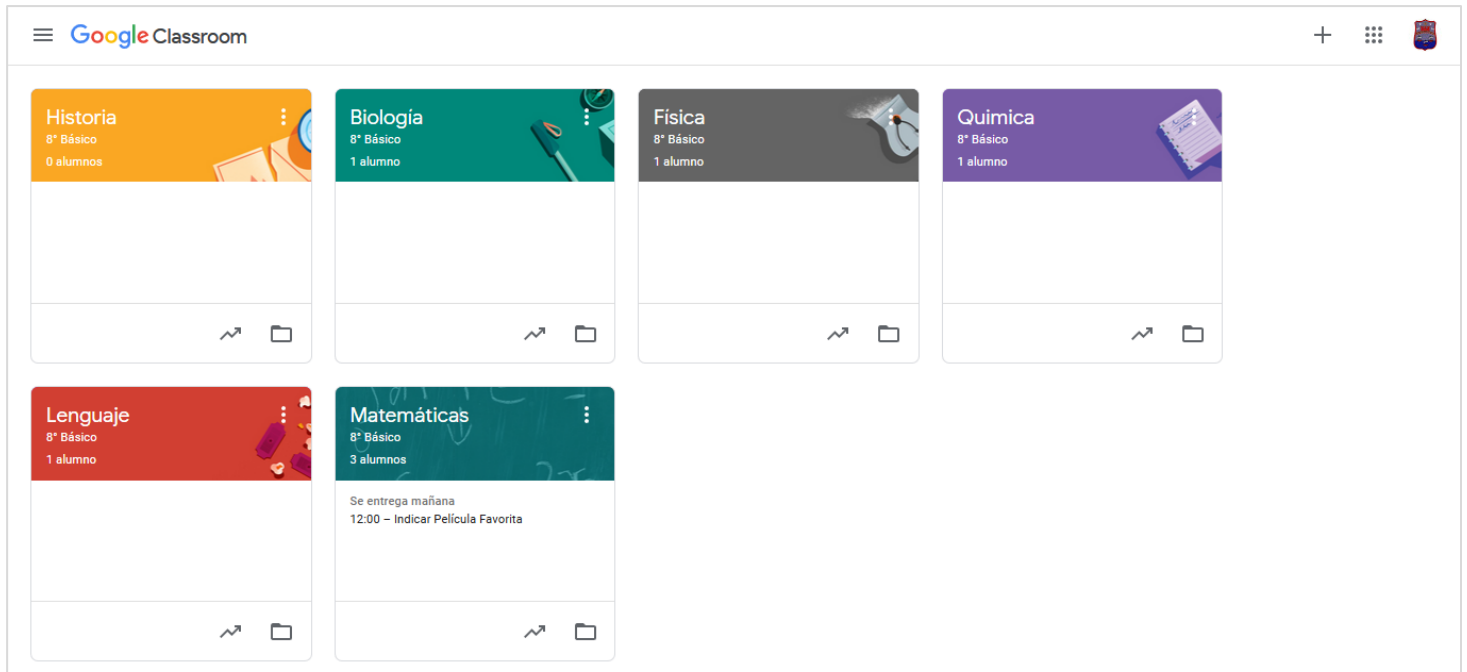 Google Classroom
Historia
8° Básico
0 alumnos
Biología
8° Básico
1 alumno
Física
8° Básico
1 alumno
Quimica
8° Básico
1 alumno
Lenguaje
8° Básico
1 alumno
Matemáticas
8° Básico
3 alumnos
Se entrega mañana
12:00 – Indicar Película Favorita